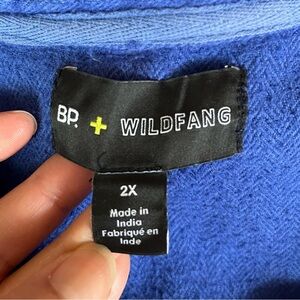 BP. + WILDFANG
2X
Made in
India
Fabriqué en
Inde